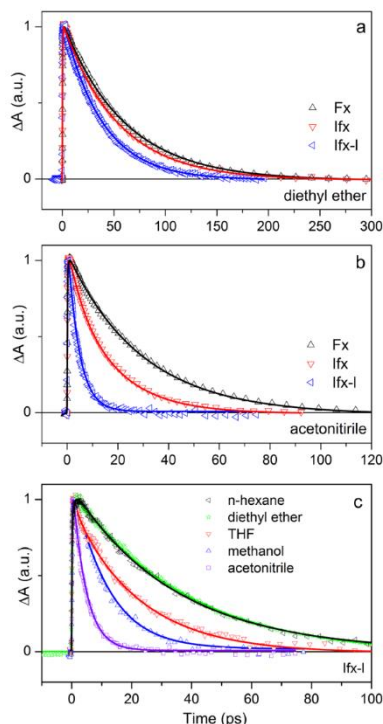 a
1
ΔA (a.u.)
Fx
Ifx
Ifx-l
0
diethyl ether
0 50 100 150 200 250 300
b
1
ΔA (a.u.)
Fx
Ifx
Ifx-l
0
acetonitirile
0 20 40 60 80 100 120
c
1
ΔA (a.u.)
n-hexane
diethyl ether
THF
methanol
acetonitrile
0
Ifx-l
0 20 40 60 80 100
Time (ps)